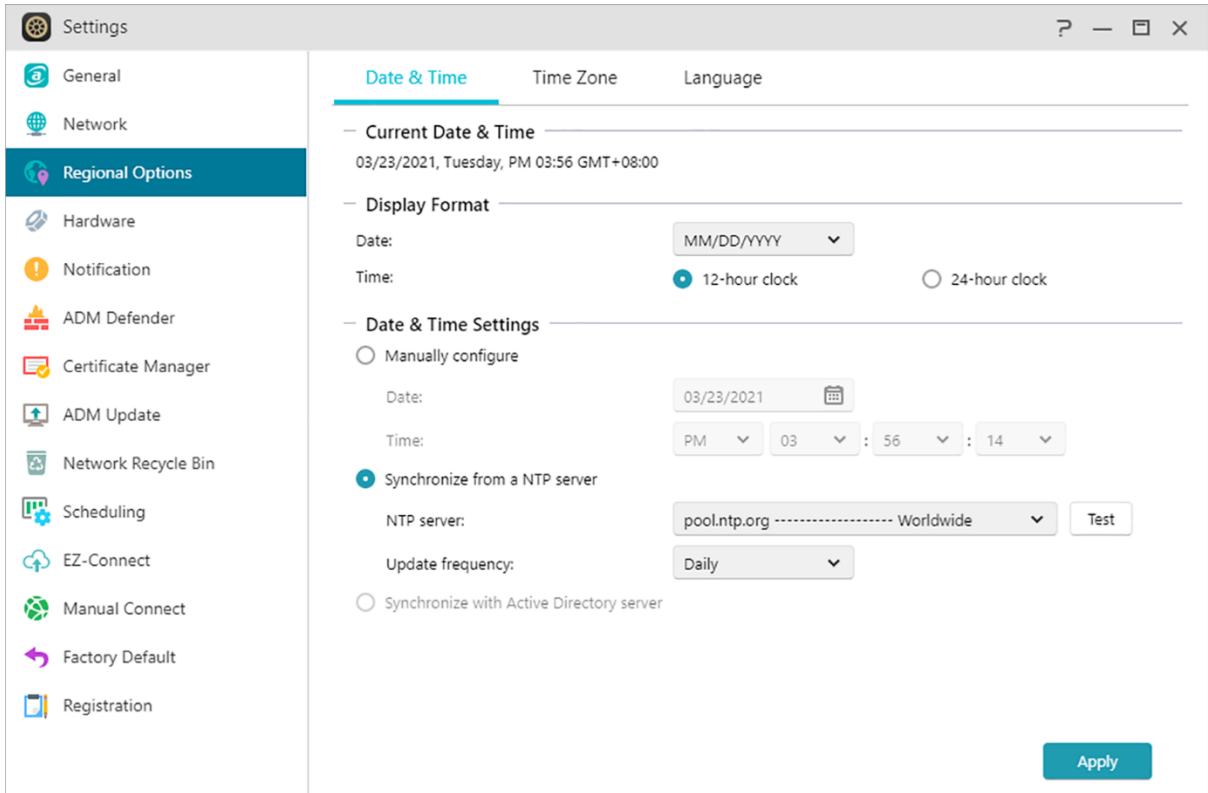 Settings
General
Network
Regional Options
Hardware
Notification
ADM Defender
Certificate Manager
ADM Update
Network Recycle Bin
Scheduling
EZ-Connect
Manual Connect
Factory Default
Registration
Date & Time Time Zone Language
Current Date & Time
03/23/2021, Tuesday, PM 03:56 GMT+08:00
Display Format
Date: MM/DD/YYYY
Time: 12-hour clock 24-hour clock
Date & Time Settings
Manually configure
Date: 03/23/2021
Time: PM 03 : 56 : 14
Synchronize from a NTP server
NTP server: pool.ntp.org ------------------- Worldwide Test
Update frequency: Daily
Synchronize with Active Directory server
Apply